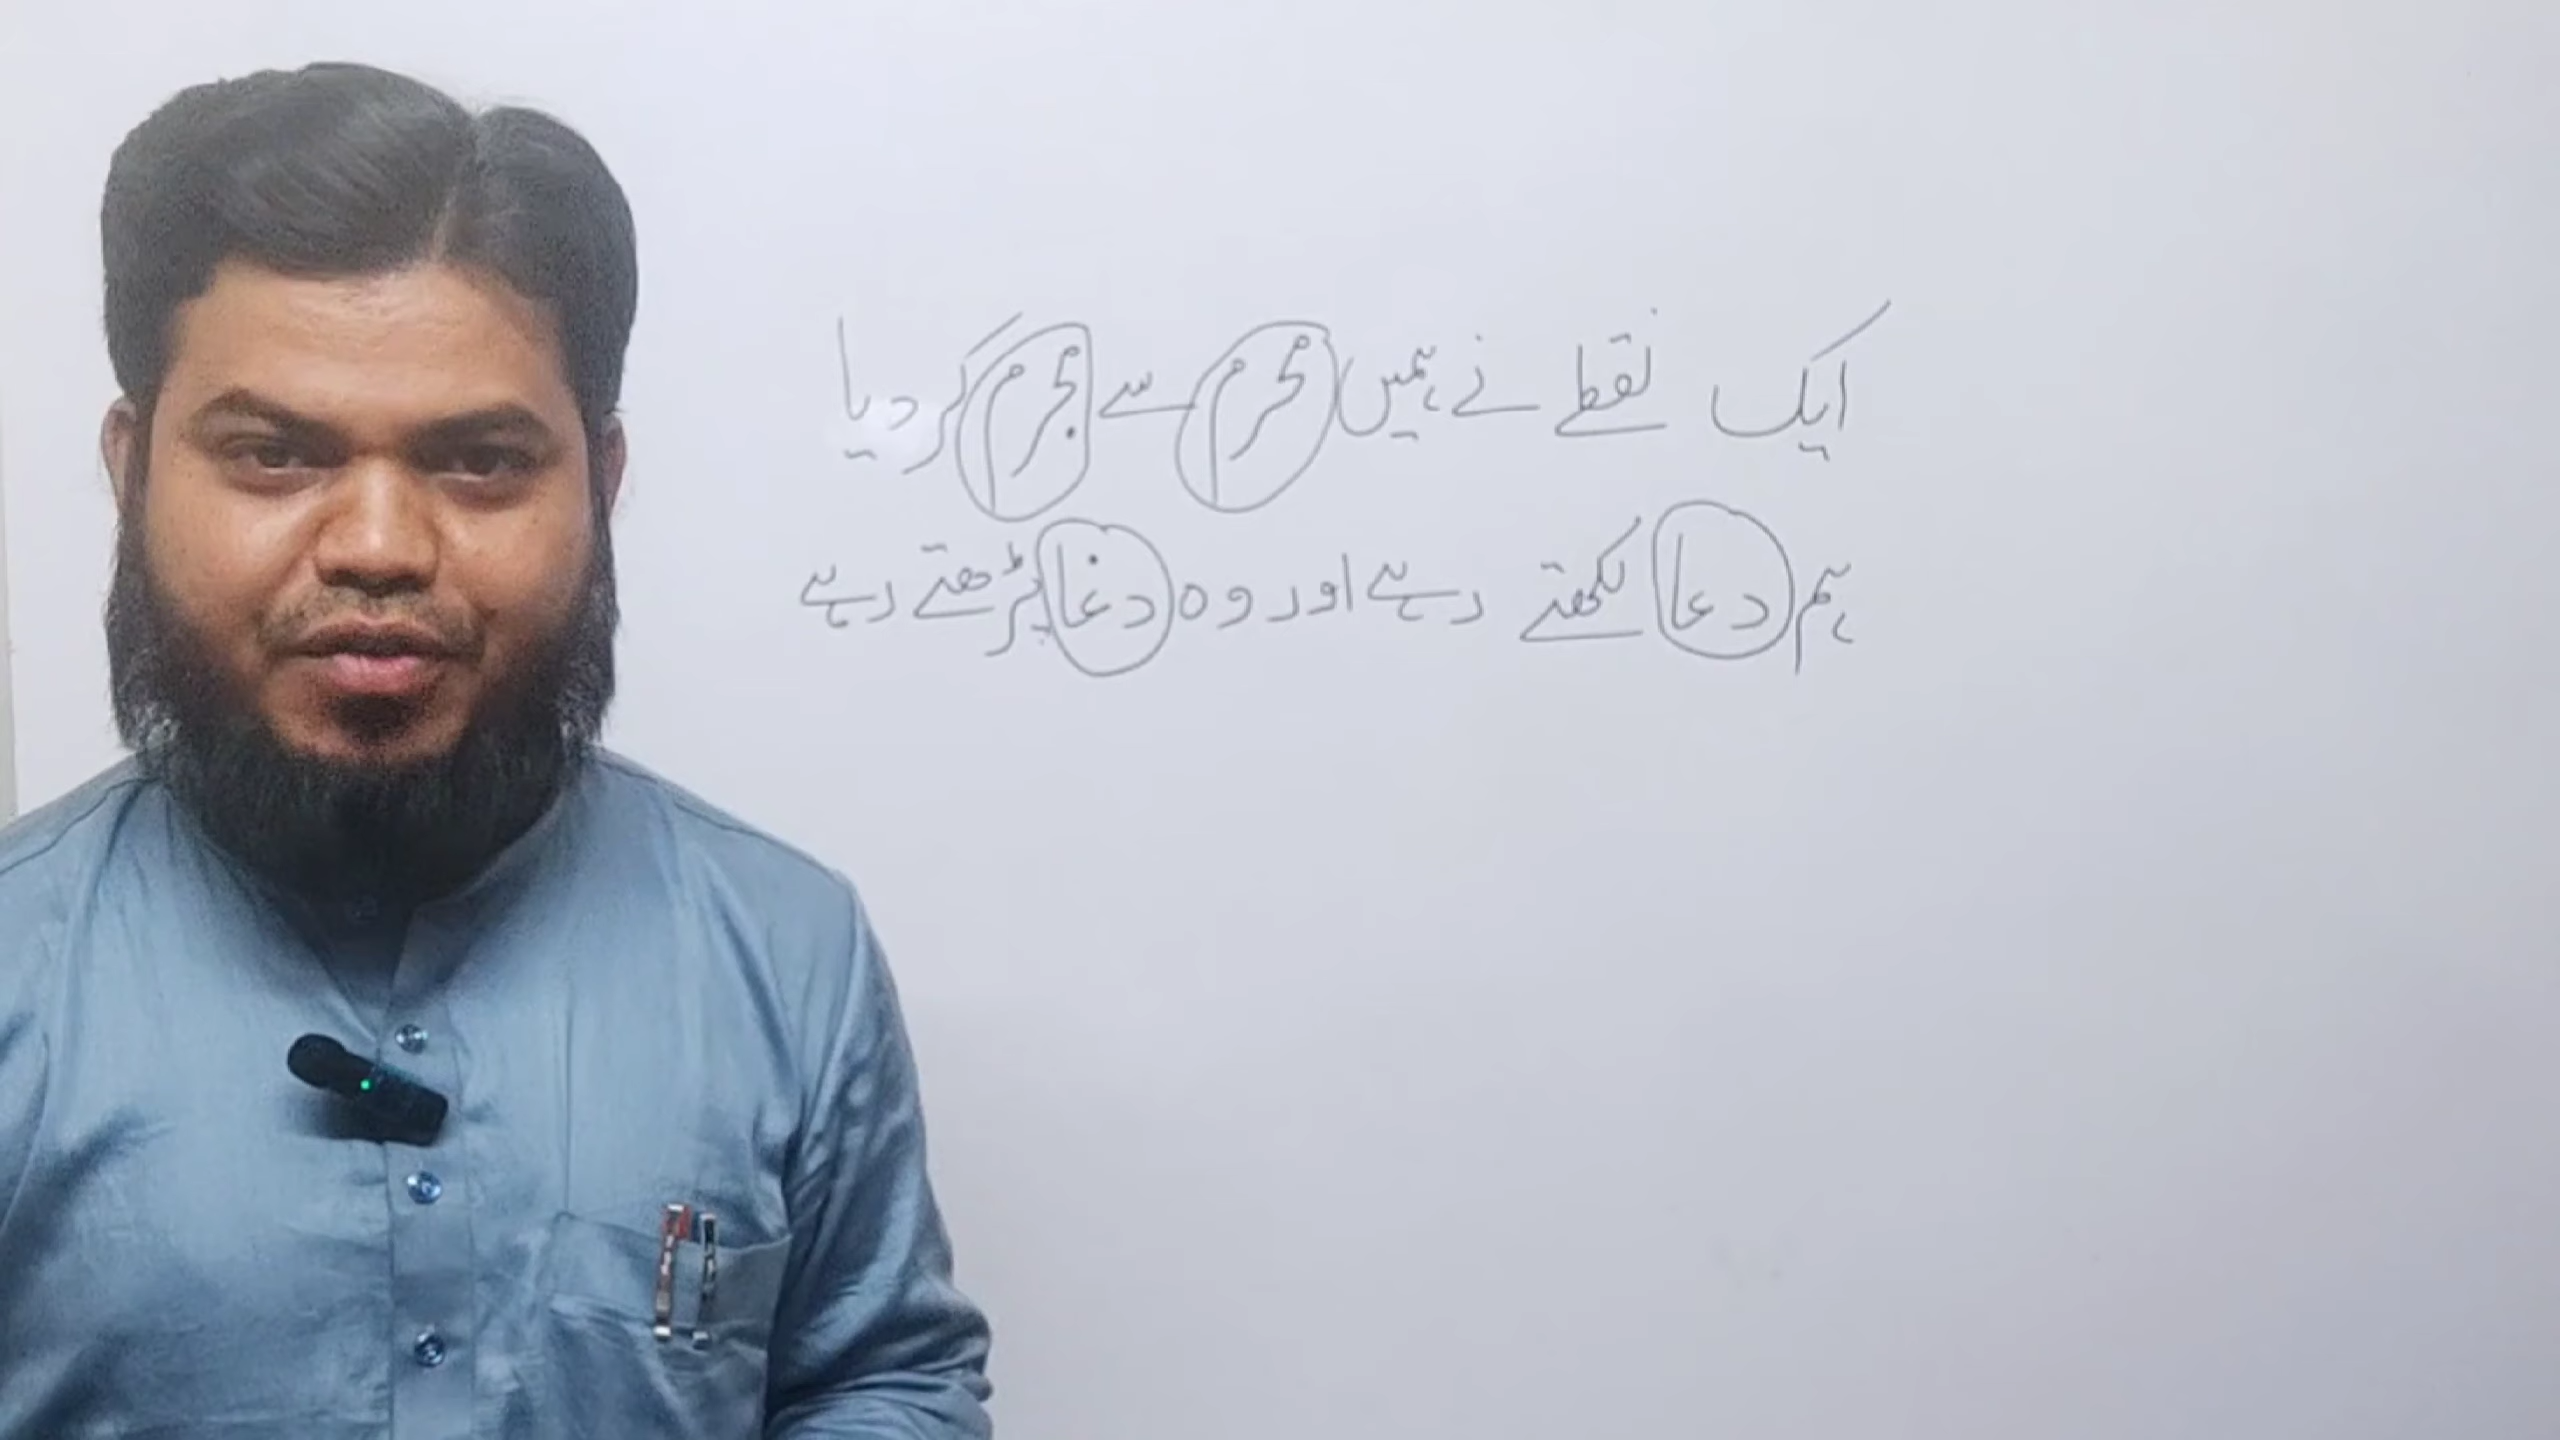 ایک نقطے نے ہمیں محرم سے مجرم کر دیا
ہم دعا لکھتے رہے اور وہ دغا پڑھتے رہے